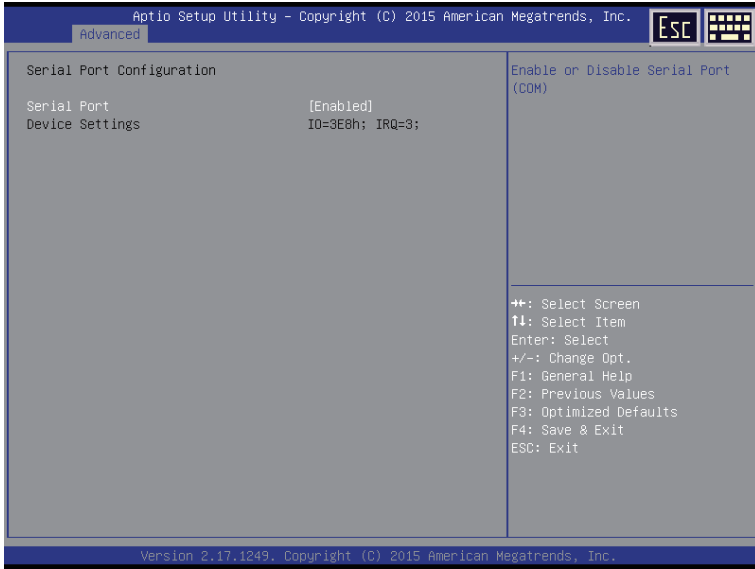 Aptio Setup Utility – Copyright (C) 2015 American Megatrends, Inc.
Esc
Advanced
Serial Port Configuration
Serial Port [Enabled]
Device Settings IO=3E8h; IRQ=3;
Enable or Disable Serial Port
(COM)
→←: Select Screen
↑↓: Select Item
Enter: Select
+/-: Change Opt.
F1: General Help
F2: Previous Values
F3: Optimized Defaults
F4: Save & Exit
ESC: Exit
Version 2.17.1249. Copyright (C) 2015 American Megatrends, Inc.